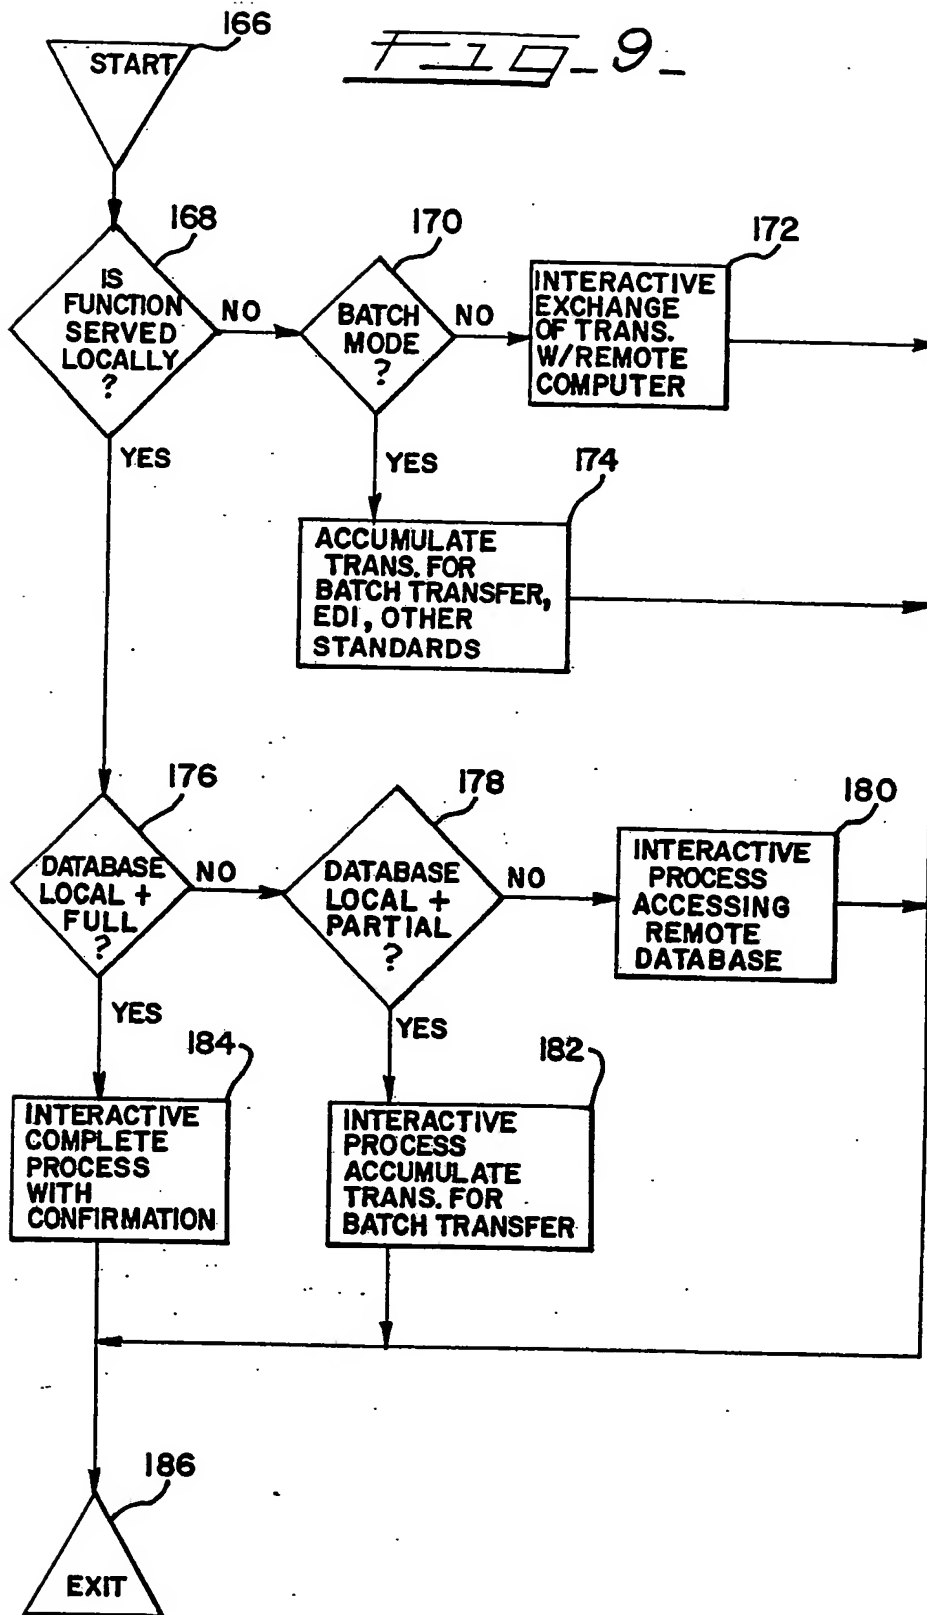 166
START
Fig_9_
168
IS
FUNCTION
SERVED
LOCALLY
?
NO
YES
170
BATCH
MODE
?
NO
YES
172
INTERACTIVE
EXCHANGE
OF TRANS.
W/REMOTE
COMPUTER
174
ACCUMULATE
TRANS. FOR
BATCH TRANSFER,
EDI, OTHER
STANDARDS
176
DATABASE
LOCAL +
FULL
?
NO
YES
178
DATABASE
LOCAL +
PARTIAL
?
NO
YES
180
INTERACTIVE
PROCESS
ACCESSING
REMOTE
DATABASE
184
INTERACTIVE
COMPLETE
PROCESS
WITH
CONFIRMATION
182
INTERACTIVE
PROCESS
ACCUMULATE
TRANS. FOR
BATCH TRANSFER
186
EXIT